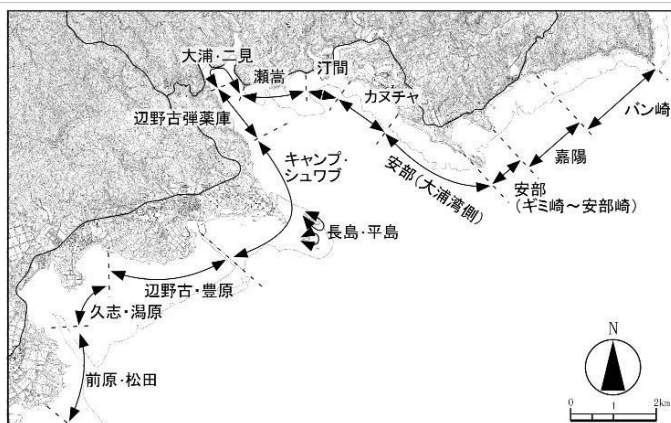 大浦・二見
瀬嵩
汀間
カヌチャ
バン崎
辺野古弾薬庫
嘉陽
キャンプ・
シュワブ
安部(大浦湾側)
安部
(ギミ崎～安部崎)
長島・平島
辺野古・豊原
久志・潟原
前原・松田
N
0 1 2km